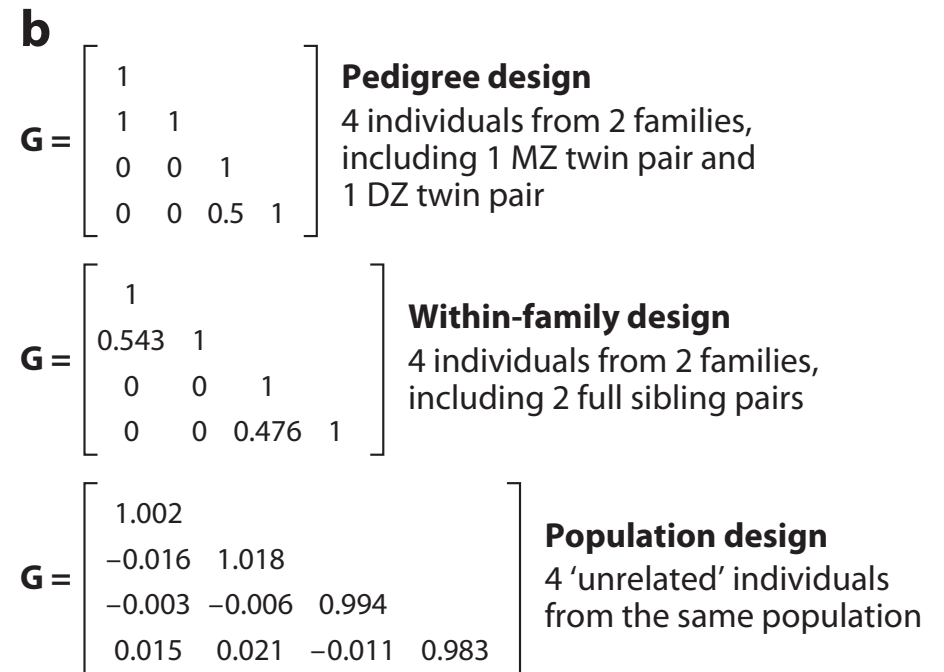 b
G =
1
1 1
0 0 1
0 0 0.5 1
Pedigree design
4 individuals from 2 families,
including 1 MZ twin pair and
1 DZ twin pair
G =
1
0.543 1
0 0 1
0 0 0.476 1
Within-family design
4 individuals from 2 families,
including 2 full sibling pairs
G =
1.002
–0.016 1.018
–0.003 –0.006 0.994
0.015 0.021 –0.011 0.983
Population design
4 ‘unrelated’ individuals
from the same population